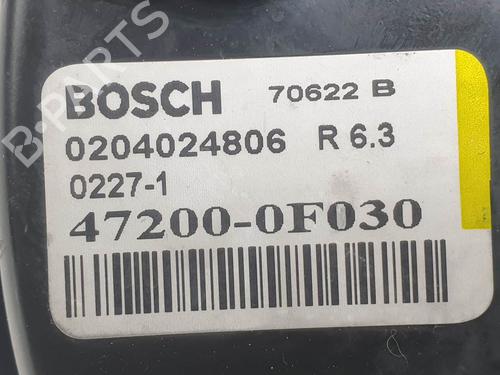 BOSCH 70622 B
0204024806 R 6.3
0227-1
47200-0F030
B-PARTS